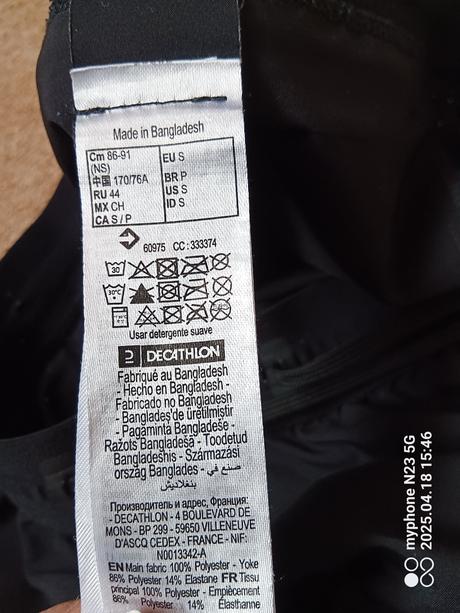 Made in Bangladesh
Cm 86-91
(NS)
中国 170/76A
RU 44
MX CH
CA S / P
EU S
BR P
US S
ID S
60975 CC : 333374
30
30°C
Usar detergente suave
DECATHLON
Fabriqué au Bangladesh
- Hecho en Bangladesh -
Fabricado no Bangladesh
- Bangladeş'de üretilmiştir
- Pagaminta Bangladeše -
Ražots Bangladešā - Toodetud
Bangladeshis - Származási
ország Banglades - صنع في
بنغلاديش
Производитель и адрес, Франция:
- DECATHLON - 4 BOULEVARD DE
MONS - BP 299 - 59650 VILLENEUVE
D'ASCQ CEDEX - FRANCE - NIF:
N0013342-A
EN Main fabric 100% Polyester - Yoke
86% Polyester 14% Elastane FR Tissu
principal 100% Polyester - Empiècement
86% Polyester 14% Élasthanne
myphone N23 5G
2025.04.18 15:46